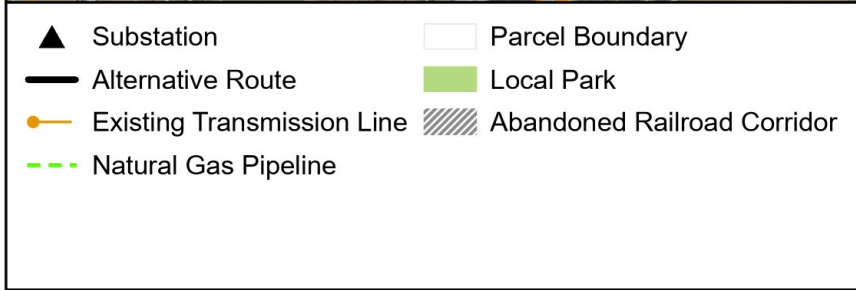 Substation
Alternative Route
Existing Transmission Line
Natural Gas Pipeline
Parcel Boundary
Local Park
Abandoned Railroad Corridor